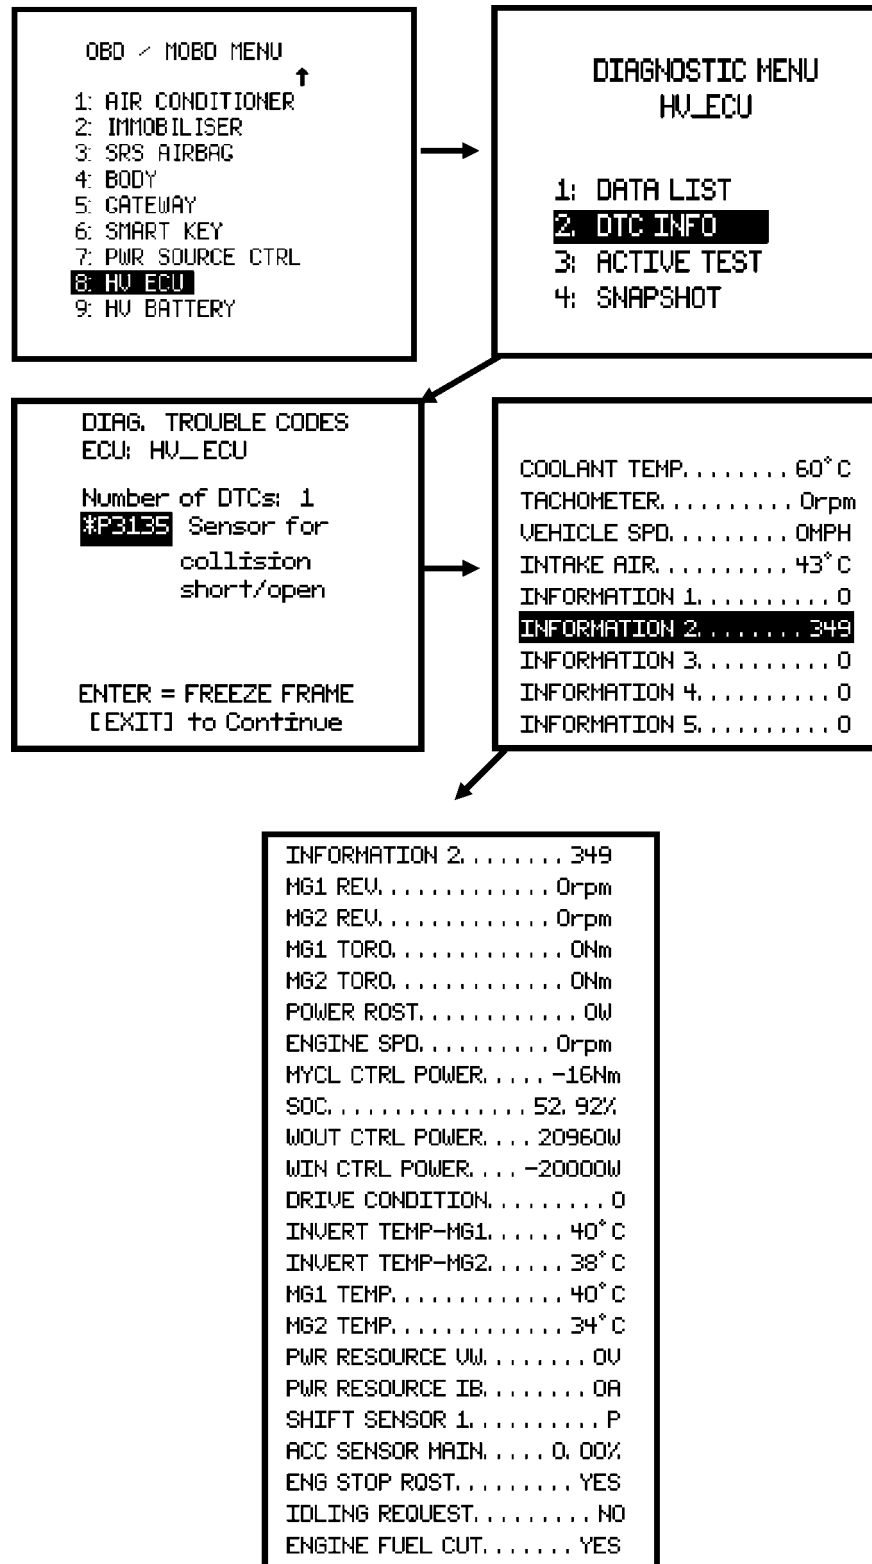 OBD / MOBD MENU
1: AIR CONDITIONER
2: IMMOBILISER
3: SRS AIRBAG
4: BODY
5: GATEWAY
6: SMART KEY
7: PWR SOURCE CTRL
8: HV ECU
9: HV BATTERY
DIAGNOSTIC MENU
HV_ECU
1: DATA LIST
2. DTC INFO
3: ACTIVE TEST
4: SNAPSHOT
DIAG. TROUBLE CODES
ECU: HV_ECU
Number of DTCs: 1
*P3135 Sensor for
collision
short/open
ENTER = FREEZE FRAME
[EXIT] to Continue
COOLANT TEMP........60°C
TACHOMETER..........0rpm
VEHICLE SPD.........0MPH
INTAKE AIR..........43°C
INFORMATION 1..........0
INFORMATION 2........349
INFORMATION 3..........0
INFORMATION 4..........0
INFORMATION 5..........0
INFORMATION 2........349
MG1 REV.............0rpm
MG2 REV.............0rpm
MG1 TORO.............0Nm
MG2 TORO.............0Nm
POWER ROST............0W
ENGINE SPD..........0rpm
MYCL CTRL POWER.....-16Nm
SOC...............52.92%
WOUT CTRL POWER....20960W
WIN CTRL POWER....-20000W
DRIVE CONDITION.........0
INVERT TEMP-MG1......40°C
INVERT TEMP-MG2......38°C
MG1 TEMP.............40°C
MG2 TEMP.............34°C
PWR RESOURCE VW........0V
PWR RESOURCE IB........0A
SHIFT SENSOR 1..........P
ACC SENSOR MAIN.....0.00%
ENG STOP RQST.........YES
IDLING REQUEST.........NO
ENGINE FUEL CUT.......YES